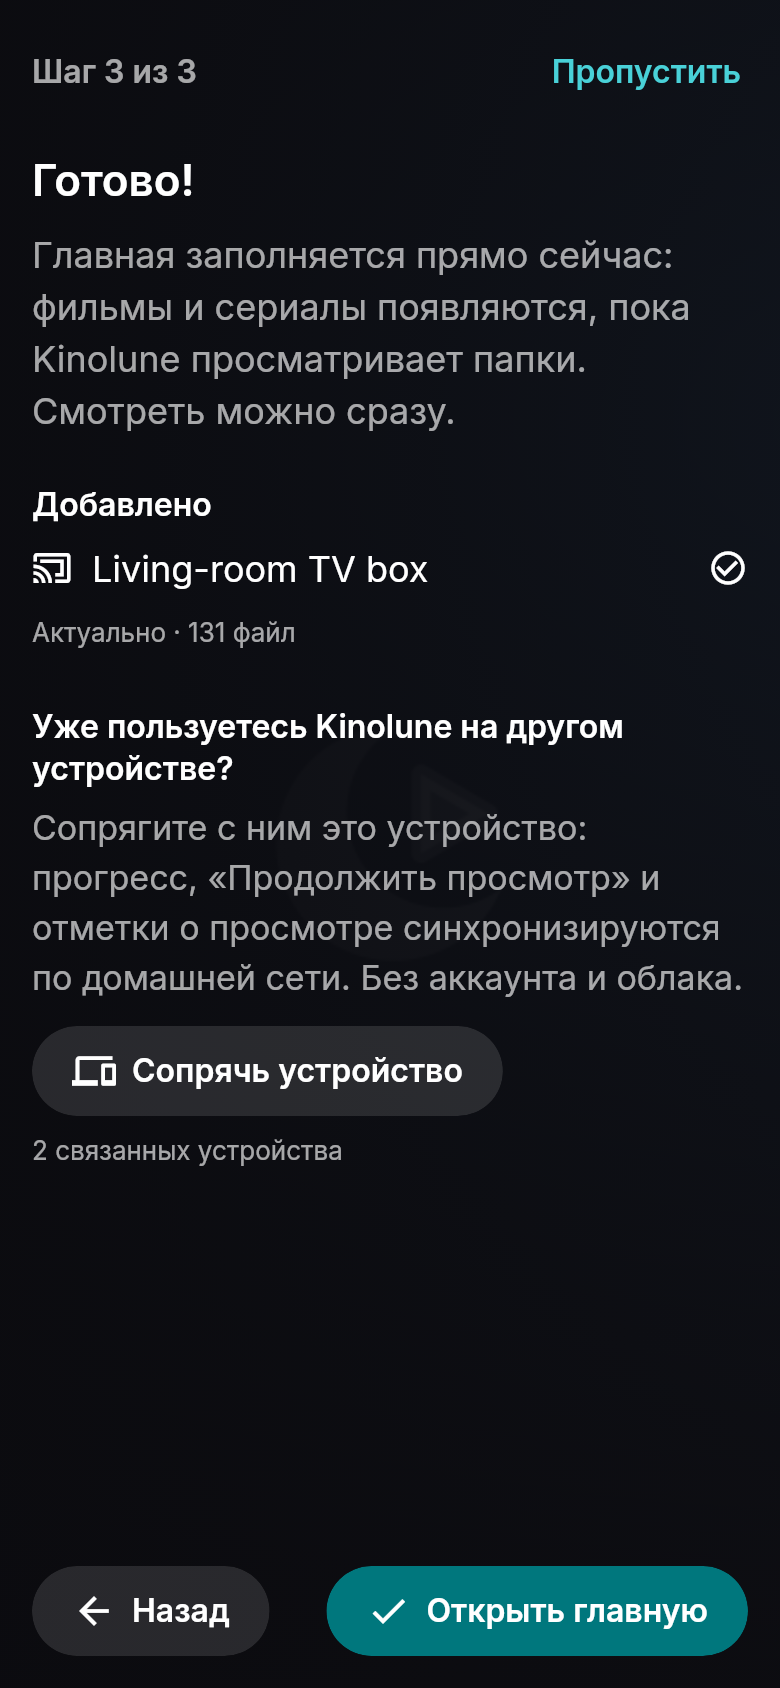 Шаг 3 из 3
Пропустить
Готово!
Главная заполняется прямо сейчас:
фильмы и сериалы появляются, пока
Kinolune просматривает папки.
Смотреть можно сразу.
Добавлено
Living-room TV box
Актуально · 131 файл
Уже пользуетесь Kinolune на другом
устройстве?
Сопрягите с ним это устройство:
прогресс, «Продолжить просмотр» и
отметки о просмотре синхронизируются
по домашней сети. Без аккаунта и облака.
Сопрячь устройство
2 связанных устройства
Назад
Открыть главную